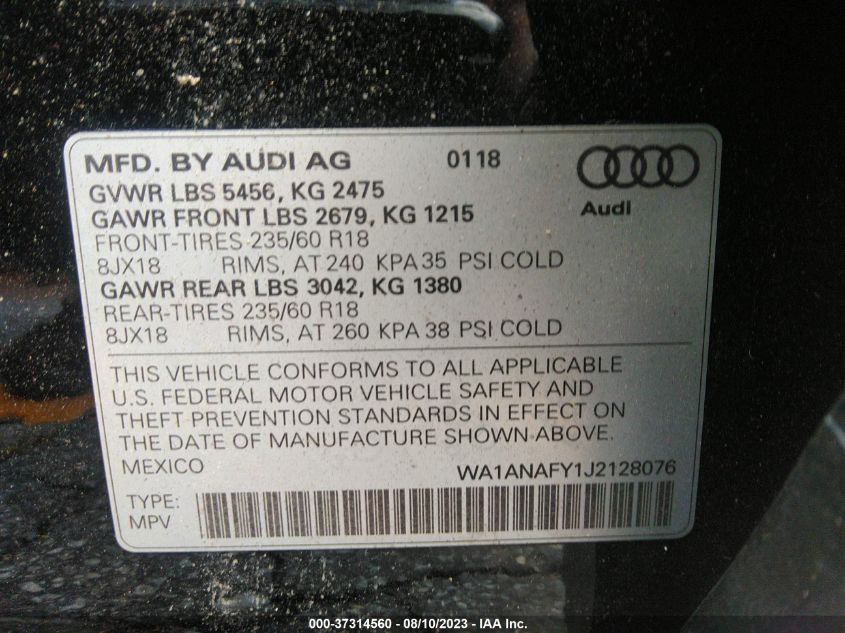 MFD. BY AUDI AG 0118
Audi
GVWR LBS 5456, KG 2475
GAWR FRONT LBS 2679, KG 1215
FRONT-TIRES 235/60 R18
8JX18 RIMS, AT 240 KPA 35 PSI COLD
GAWR REAR LBS 3042, KG 1380
REAR-TIRES 235/60 R18
8JX18 RIMS, AT 260 KPA 38 PSI COLD
THIS VEHICLE CONFORMS TO ALL APPLICABLE
U.S. FEDERAL MOTOR VEHICLE SAFETY AND
THEFT PREVENTION STANDARDS IN EFFECT ON
THE DATE OF MANUFACTURE SHOWN ABOVE.
MEXICO WA1ANAFY1J2128076
TYPE:
MPV
000-37314560 - 08/10/2023 - IAA Inc.